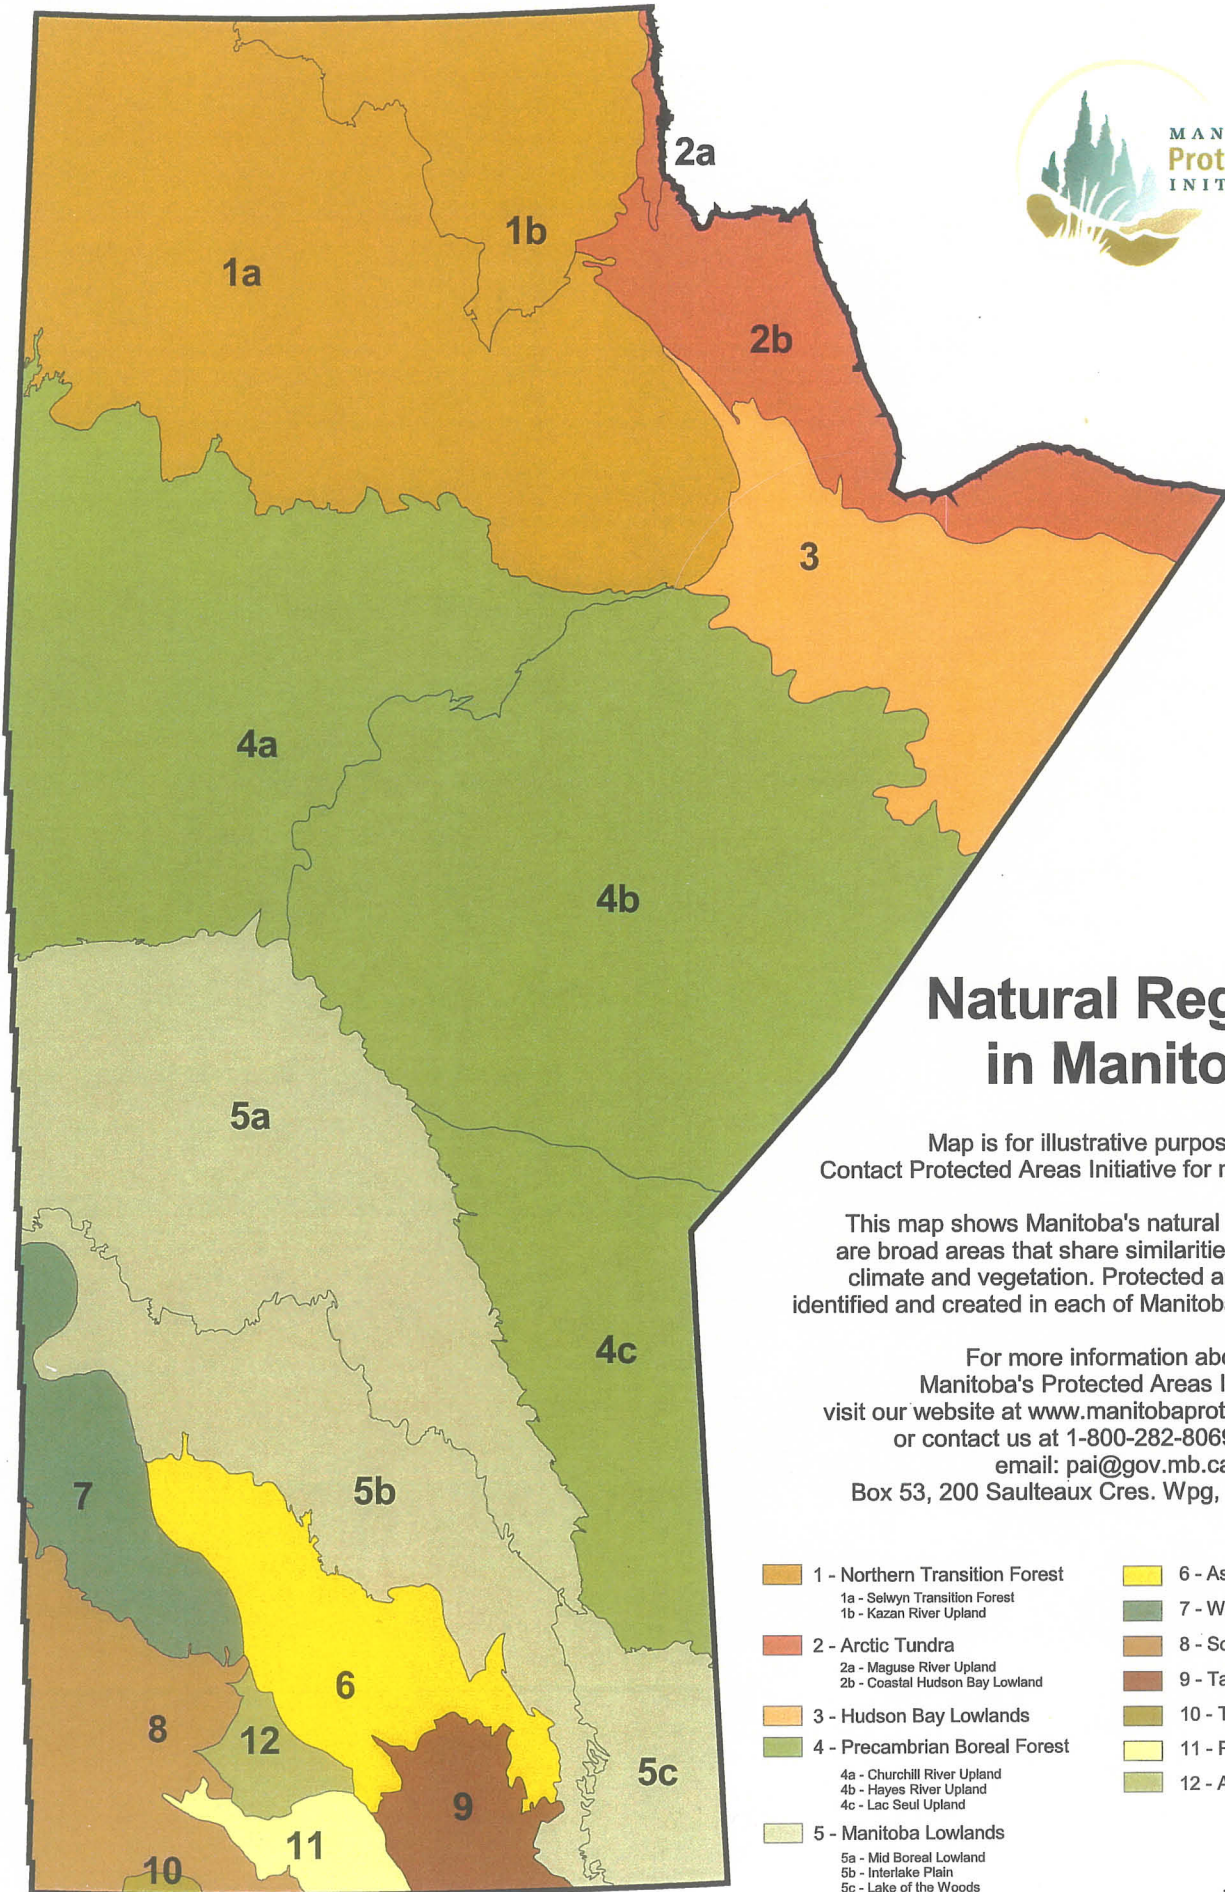 MAN
Prot
INIT
2a
1b
1a
2b
3
4a
4b
Natural Reg
in Manito
5a
Map is for illustrative purpos
Contact Protected Areas Initiative for r
This map shows Manitoba's natural
are broad areas that share similaritie
climate and vegetation. Protected a
identified and created in each of Manitoba
4c
For more information abo
Manitoba's Protected Areas I
visit our website at www.manitobaprot
or contact us at 1-800-282-8069
email: pai@gov.mb.ca
Box 53, 200 Saulteaux Cres. Wpg,
7
5b
6
8
12
5c
9
11
10
1 - Northern Transition Forest
1a - Selwyn Transition Forest
1b - Kazan River Upland
2 - Arctic Tundra
2a - Maguse River Upland
2b - Coastal Hudson Bay Lowland
3 - Hudson Bay Lowlands
4 - Precambrian Boreal Forest
4a - Churchill River Upland
4b - Hayes River Upland
4c - Lac Seul Upland
5 - Manitoba Lowlands
5a - Mid Boreal Lowland
5b - Interlake Plain
5c - Lake of the Woods
6 - As
7 - W
8 - So
9 - Ta
10 - T
11 - P
12 - A